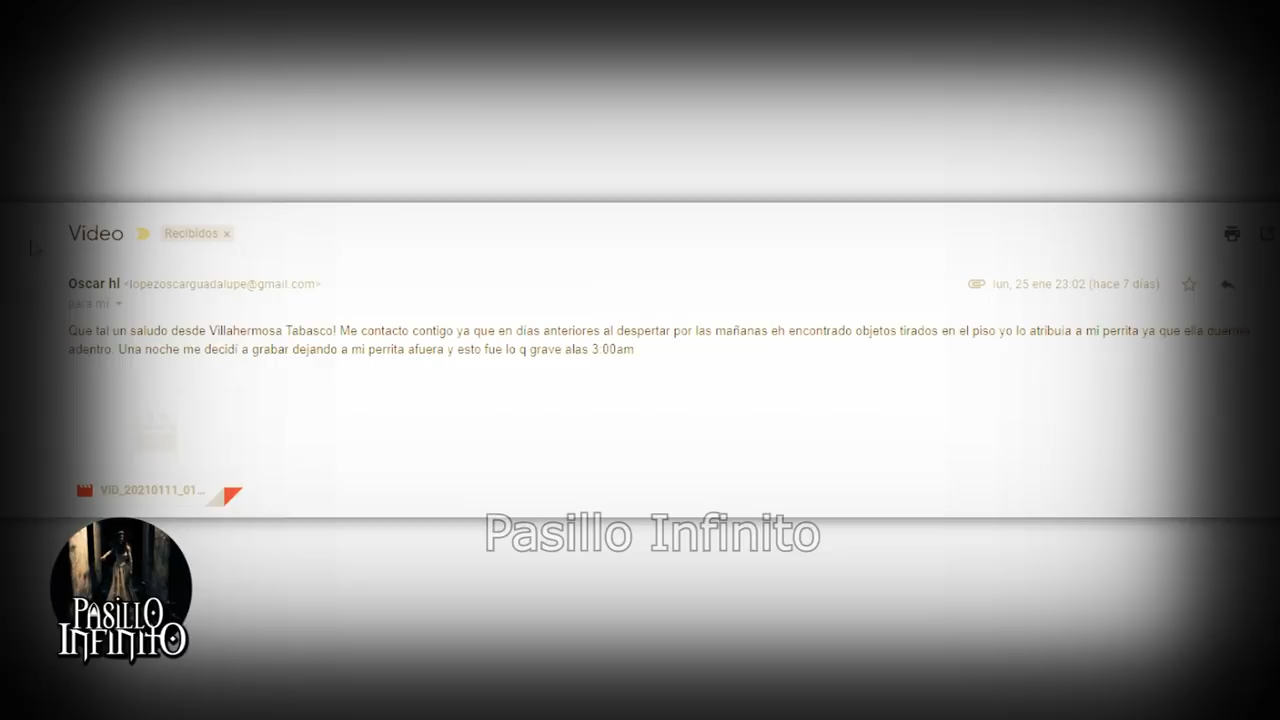 Vídeo Recibidos x
Oscar hl <lopezoscarguadalupe@gmail.com> lun, 25 ene 23:02 (hace 7 días)
para mí
Que tal un saludo desde Villahermosa Tabasco! Me contacto contigo ya que en días anteriores al despertar por las mañanas eh encontrado objetos tirados en el piso yo lo atribuia a mi perrita ya que ella duerme
adentro. Una noche me decidí a grabar dejando a mi perrita afuera y esto fue lo q grave alas 3:00am
VID_20210111_01...
Pasillo Infinito
PASILLO
INFINITO